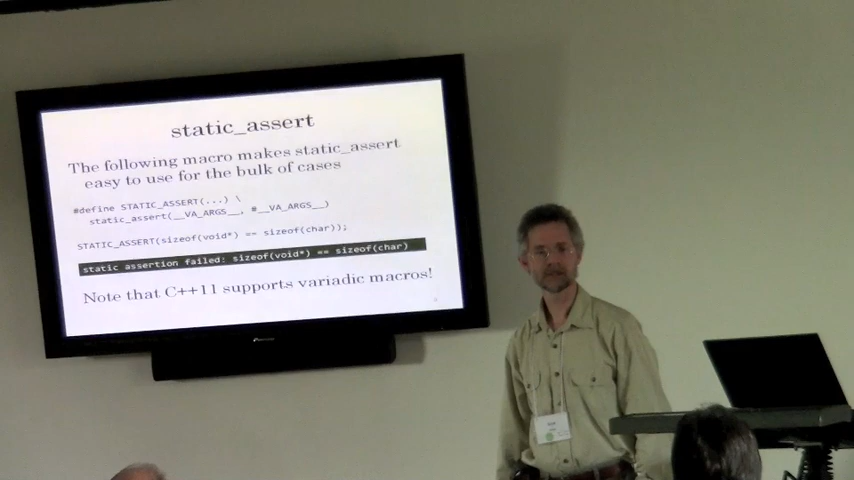 static_assert
The following macro makes static_assert
easy to use for the bulk of cases
#define STATIC_ASSERT(...) \
static_assert(__VA_ARGS__, #__VA_ARGS__)
STATIC_ASSERT(sizeof(void*) == sizeof(char));
static assertion failed: sizeof(void*) == sizeof(char)
Note that C++11 supports variadic macros!